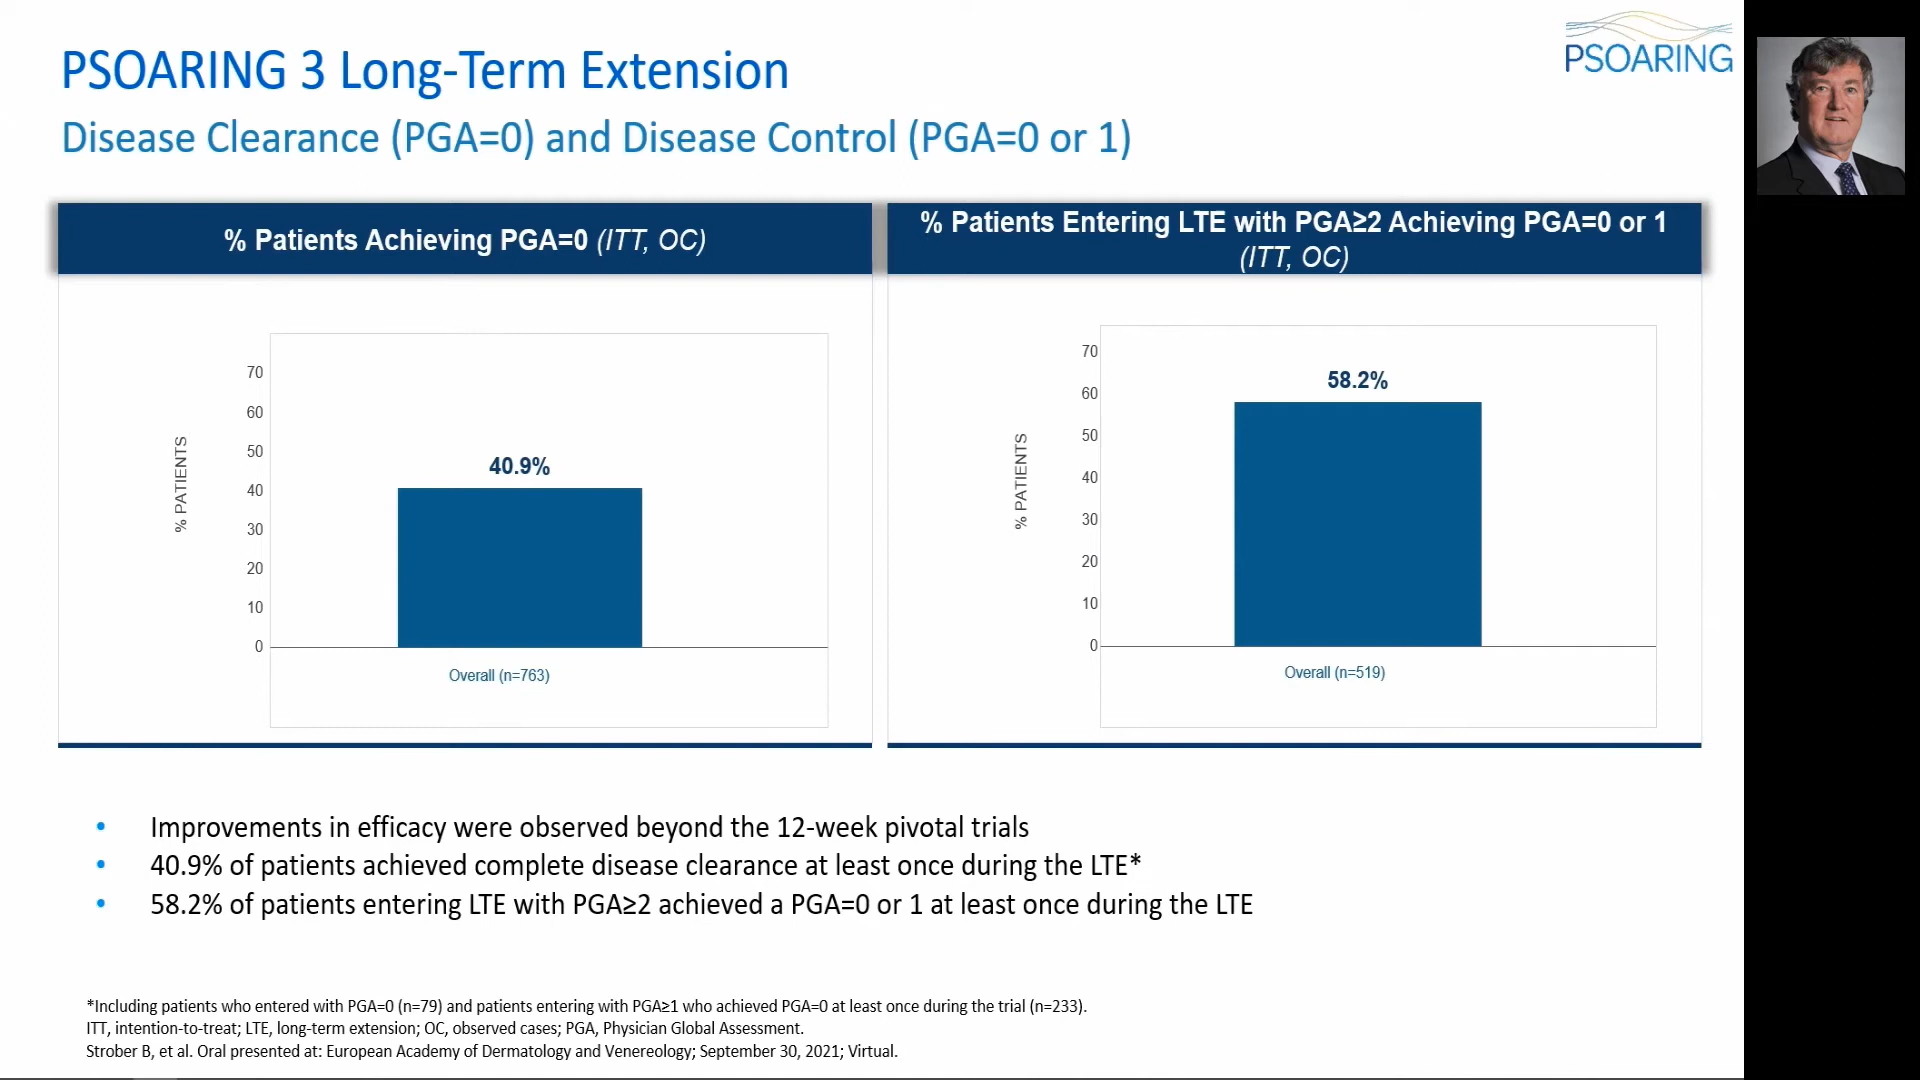 PSOARING 3 Long-Term Extension
PSOARING
Disease Clearance (PGA=0) and Disease Control (PGA=0 or 1)
% Patients Achieving PGA=0 (ITT, OC)
70
60
50
40
30
20
10
0
% PATIENTS
40.9%
Overall (n=763)
% Patients Entering LTE with PGA≥2 Achieving PGA=0 or 1
(ITT, OC)
70
60
50
40
30
20
10
0
% PATIENTS
58.2%
Overall (n=519)
• Improvements in efficacy were observed beyond the 12-week pivotal trials
• 40.9% of patients achieved complete disease clearance at least once during the LTE*
• 58.2% of patients entering LTE with PGA≥2 achieved a PGA=0 or 1 at least once during the LTE
*Including patients who entered with PGA=0 (n=79) and patients entering with PGA≥1 who achieved PGA=0 at least once during the trial (n=233).
ITT, intention-to-treat; LTE, long-term extension; OC, observed cases; PGA, Physician Global Assessment.
Strober B, et al. Oral presented at: European Academy of Dermatology and Venereology; September 30, 2021; Virtual.